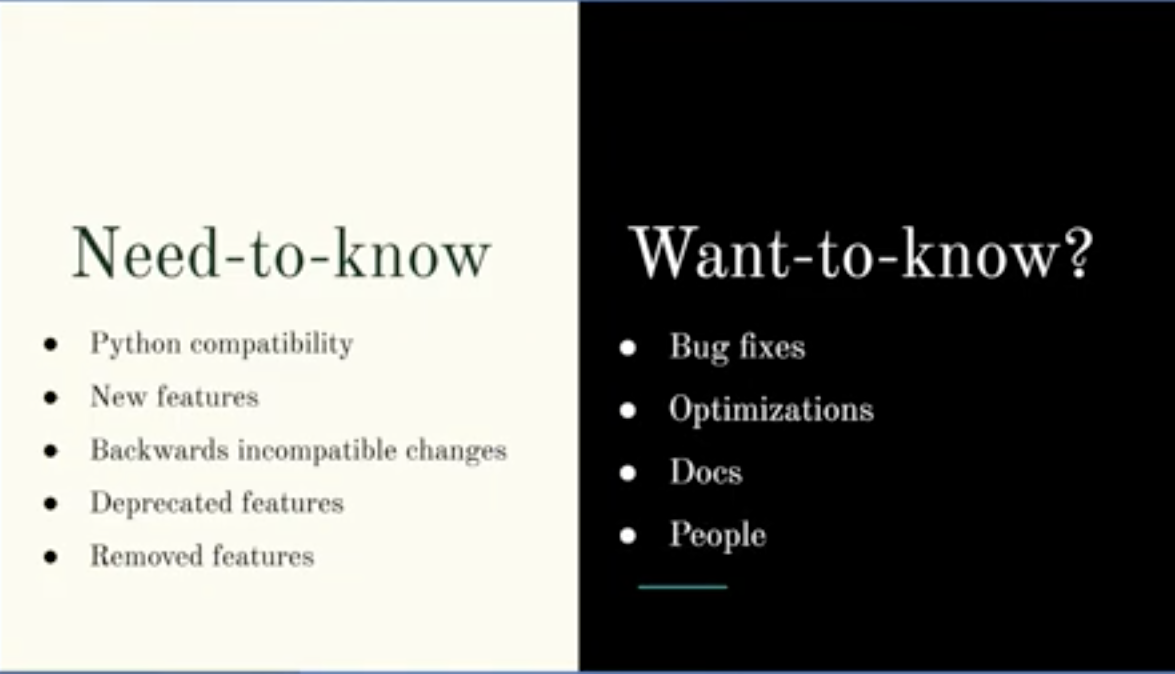 Need-to-know
● Python compatibility
● New features
● Backwards incompatible changes
● Deprecated features
● Removed features
Want-to-know?
● Bug fixes
● Optimizations
● Docs
● People